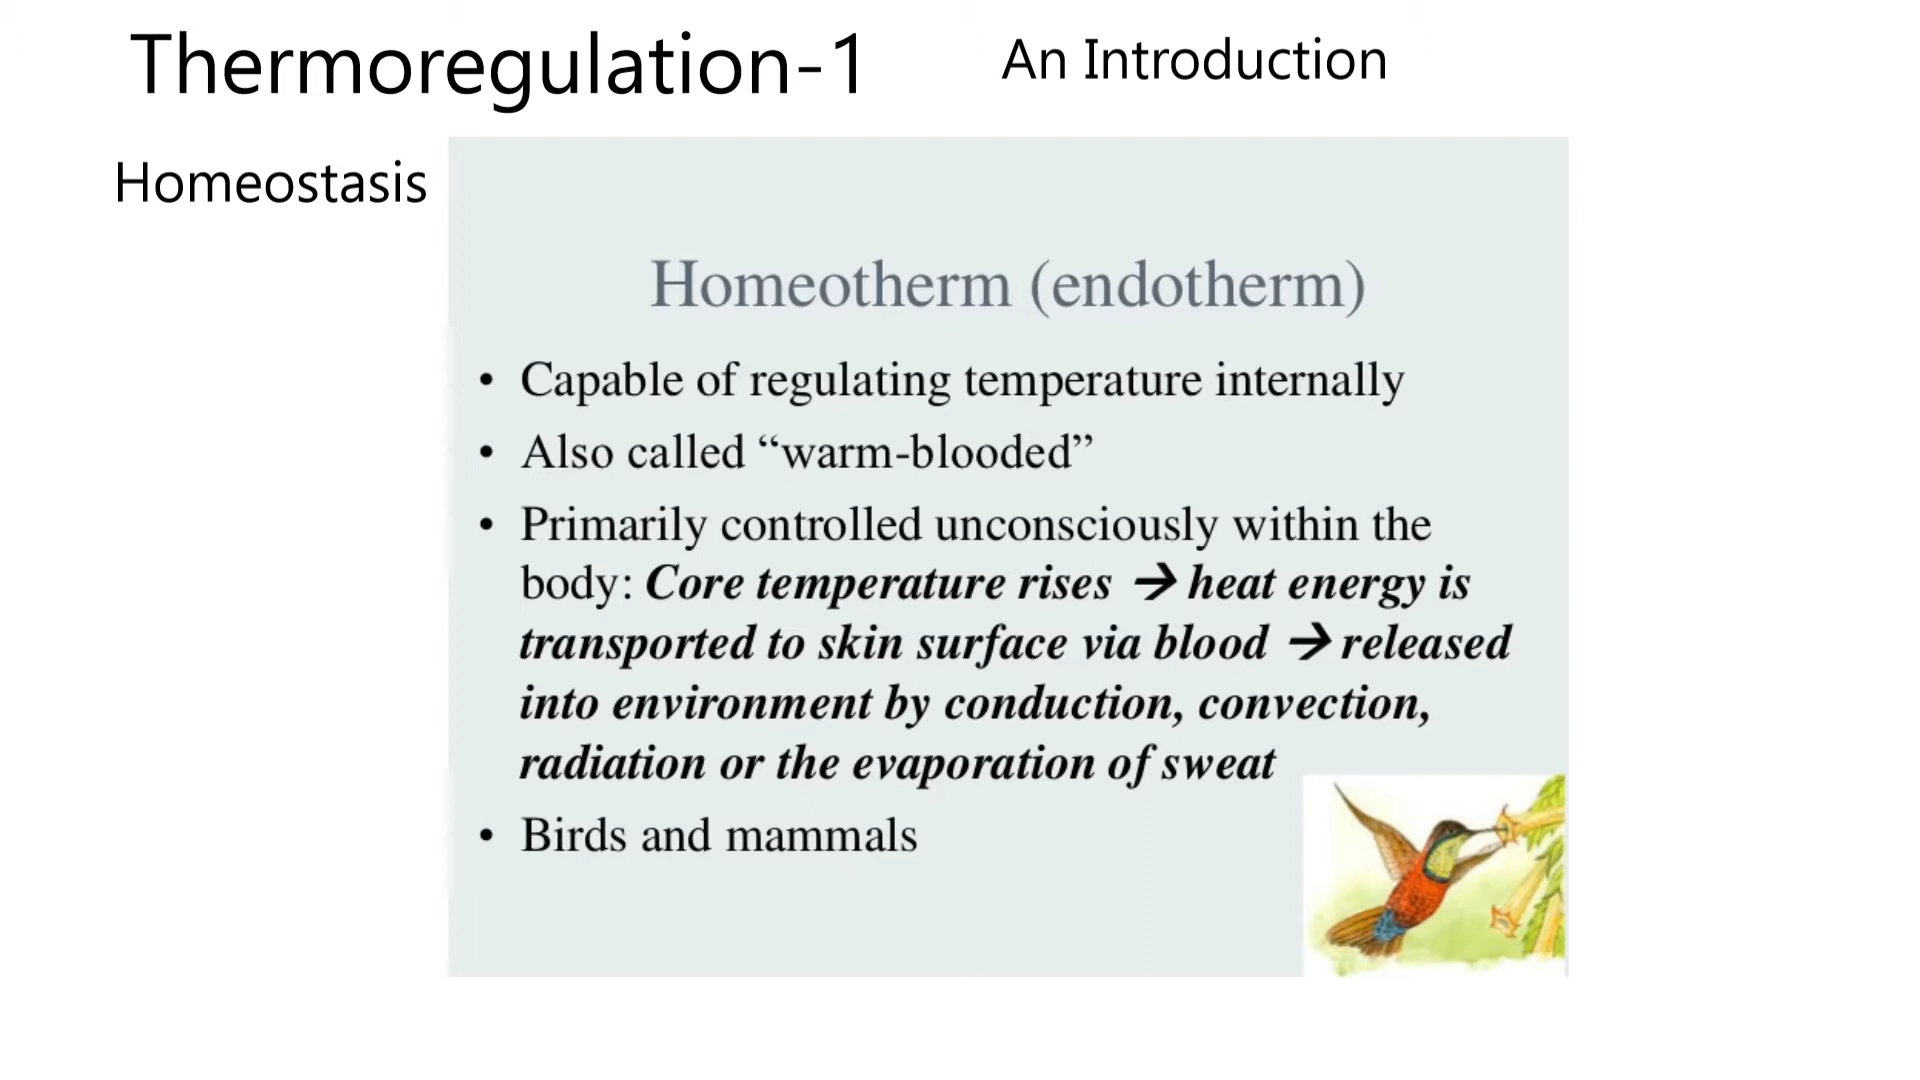 Thermoregulation-1
An Introduction
Homeostasis
Homeotherm (endotherm)
• Capable of regulating temperature internally
• Also called “warm-blooded”
• Primarily controlled unconsciously within the
body: Core temperature rises → heat energy is
transported to skin surface via blood → released
into environment by conduction, convection,
radiation or the evaporation of sweat
• Birds and mammals